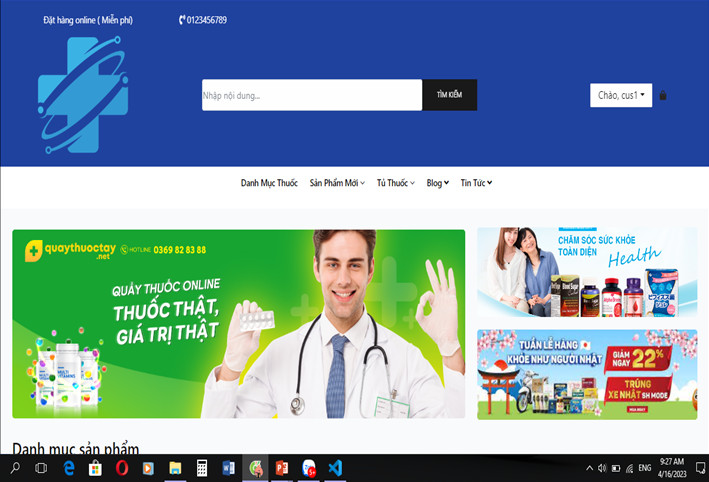 Đặt hàng online ( Miễn phí)
0123456789
Nhập nội dung...
TÌM KIẾM
Chào, cus1
Danh Mục Thuốc
Sản Phẩm Mới
Tủ Thuốc
Blog
Tin Tức
quaythuoctay
.net
HOTLINE: 0369 82 83 88
QUẦY THUỐC ONLINE
THUỐC THẬT,
GIÁ TRỊ THẬT
CHĂM SÓC SỨC KHỎE
TOÀN DIỆN
Health
TUẦN LỄ HÀNG
KHỎE NHƯ NGƯỜI NHẬT
GIẢM
NGAY
22%
TRÚNG
XE NHẬT SH MODE
Danh mục sản phẩm
ENG
9:27 AM
4/16/2023